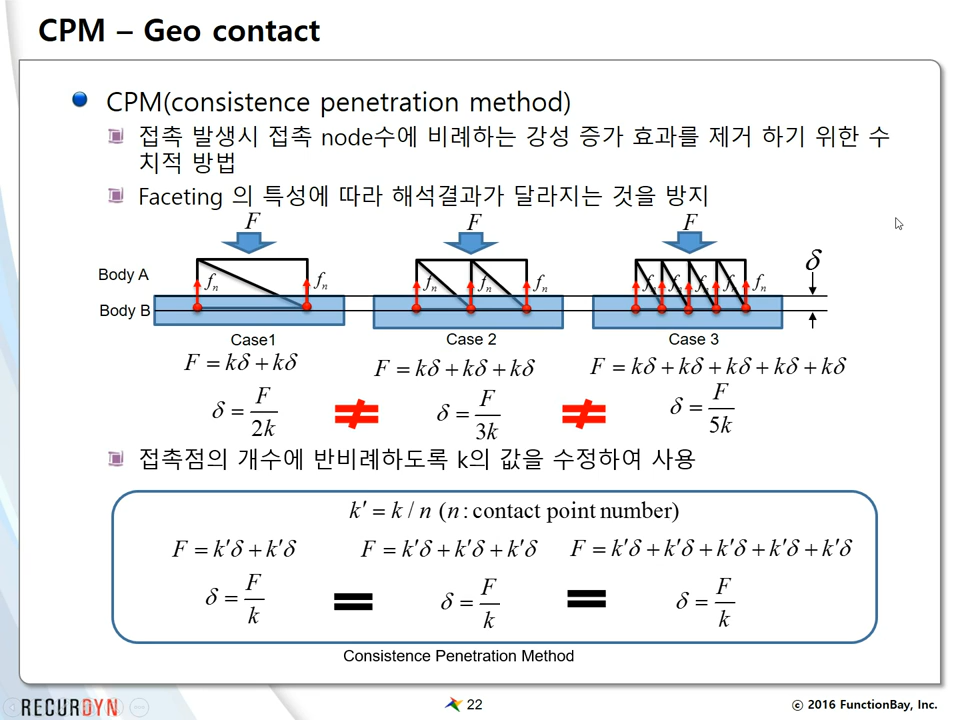 CPM – Geo contact
CPM(consistence penetration method)
접촉 발생시 접촉 node수에 비례하는 강성 증가 효과를 제거 하기 위한 수
치적 방법
Faceting 의 특성에 따라 해석결과가 달라지는 것을 방지
F F F
Body A fn fn fn fn fn fn fn fn fn fn δ
Body B
Case1 Case 2 Case 3
F = kδ + kδ F = kδ + kδ + kδ F = kδ + kδ + kδ + kδ + kδ
δ = F/2k ≠ δ = F/3k ≠ δ = F/5k
접촉점의 개수에 반비례하도록 k의 값을 수정하여 사용
k′ = k / n (n : contact point number)
F = k′δ + k′δ F = k′δ + k′δ + k′δ F = k′δ + k′δ + k′δ + k′δ + k′δ
δ = F/k = δ = F/k = δ = F/k
Consistence Penetration Method
RECURDYN 22 © 2016 FunctionBay, Inc.